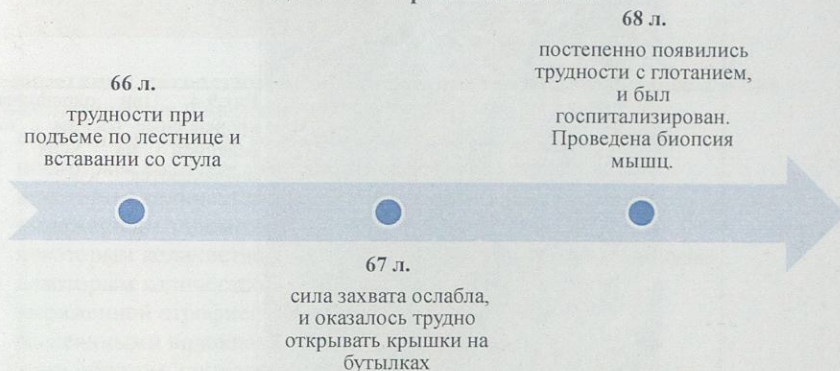 66 л.
трудности при
подъеме по лестнице и
вставании со стула
67 л.
сила захвата ослабла,
и оказалось трудно
открывать крышки на
бутылках
68 л.
постепенно появились
трудности с глотанием,
и был
госпитализирован.
Проведена биопсия
мышц.